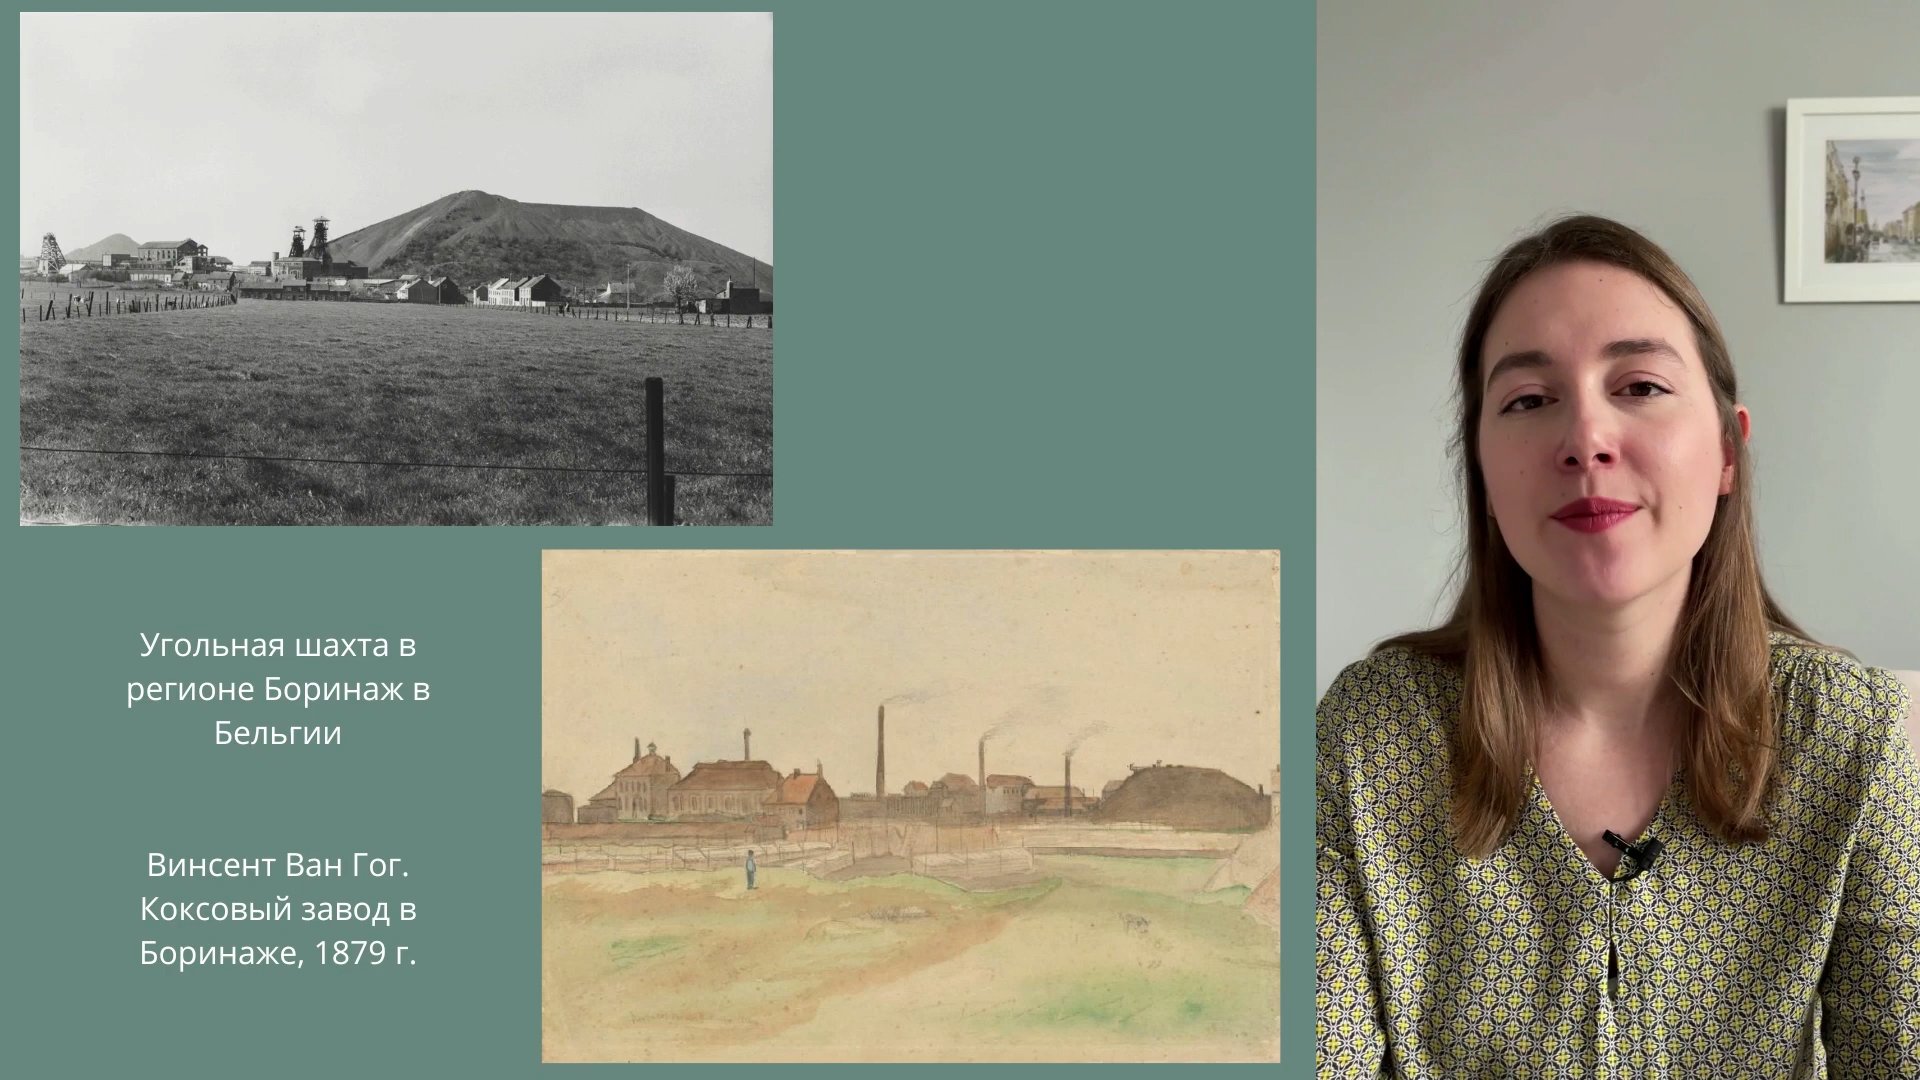 Угольная шахта в
регионе Боринаж в
Бельгии
Винсент Ван Гог.
Коксовый завод в
Боринаже, 1879 г.